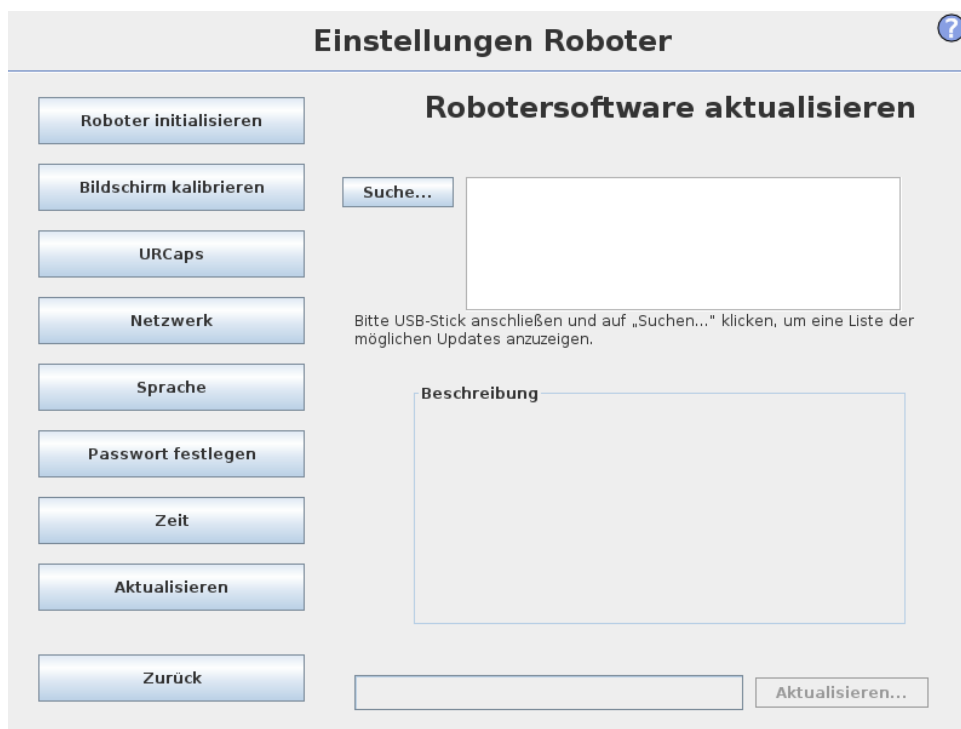 Einstellungen Roboter
?
Roboter initialisieren
Bildschirm kalibrieren
URCaps
Netzwerk
Sprache
Passwort festlegen
Zeit
Aktualisieren
Zurück
Robotersoftware aktualisieren
Suche...
Bitte USB-Stick anschließen und auf „Suchen..." klicken, um eine Liste der
möglichen Updates anzuzeigen.
Beschreibung
Aktualisieren...